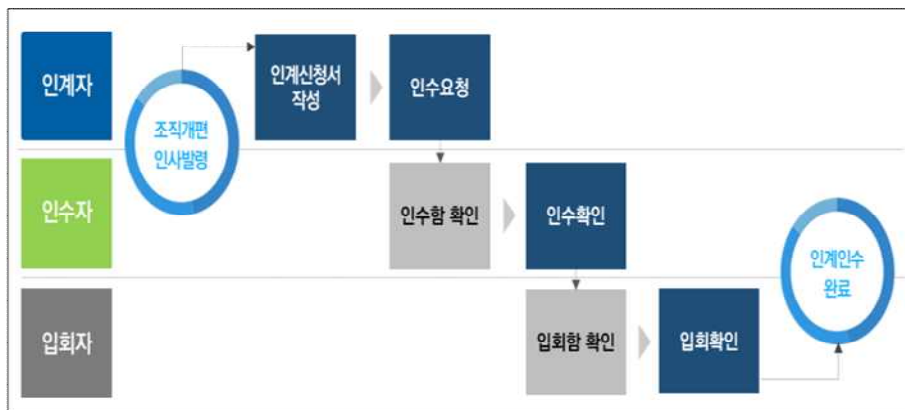 인계자
조직개편
인사발령
인계신청서
작성
인수요청
인수자
인수함 확인
인수확인
인계인수
완료
입회자
입회함 확인
입회확인